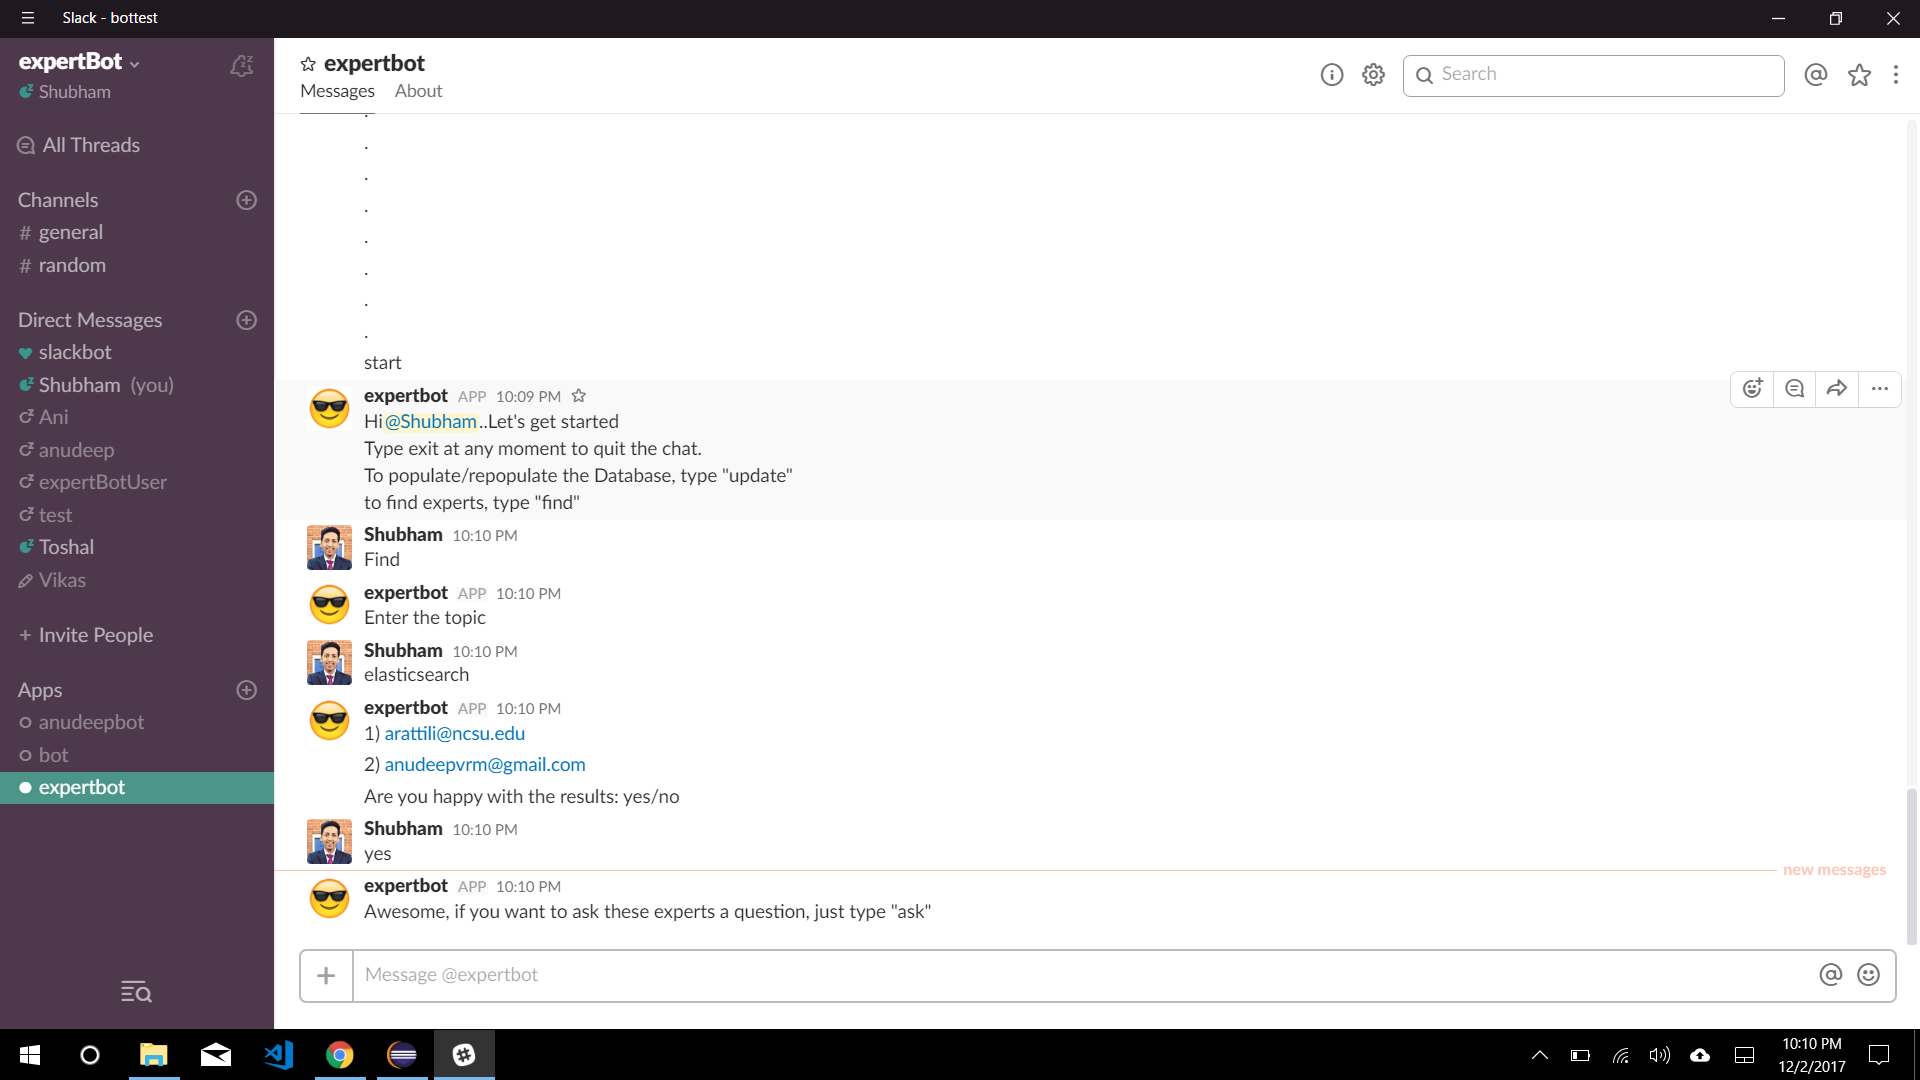 Slack - bottest
expertBot
Shubham
All Threads
Channels
# general
# random
Direct Messages
slackbot
Shubham (you)
Ani
anudeep
expertBotUser
test
Toshal
Vikas
+ Invite People
Apps
anudeepbot
bot
expertbot
expertbot
Messages About
Search
.
.
.
.
.
.
.
.
start
expertbot APP 10:09 PM
Hi@Shubham..Let's get started
Type exit at any moment to quit the chat.
To populate/repopulate the Database, type "update"
to find experts, type "find"
Shubham 10:10 PM
Find
expertbot APP 10:10 PM
Enter the topic
Shubham 10:10 PM
elasticsearch
expertbot APP 10:10 PM
1) arattili@ncsu.edu
2) anudeepvrm@gmail.com
Are you happy with the results: yes/no
Shubham 10:10 PM
yes
new messages
expertbot APP 10:10 PM
Awesome, if you want to ask these experts a question, just type "ask"
Message @expertbot
10:10 PM
12/2/2017